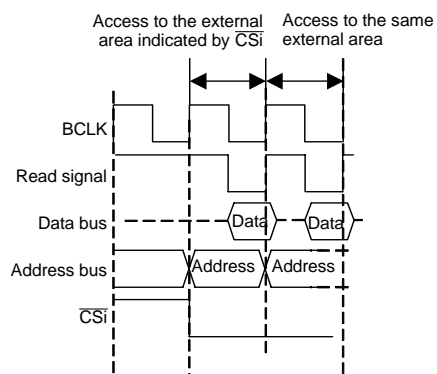 Access to the external
area indicated by CSi
Access to the same
external area
BCLK
Read signal
Data bus
Data
Data
Address bus
Address
Address
CSi